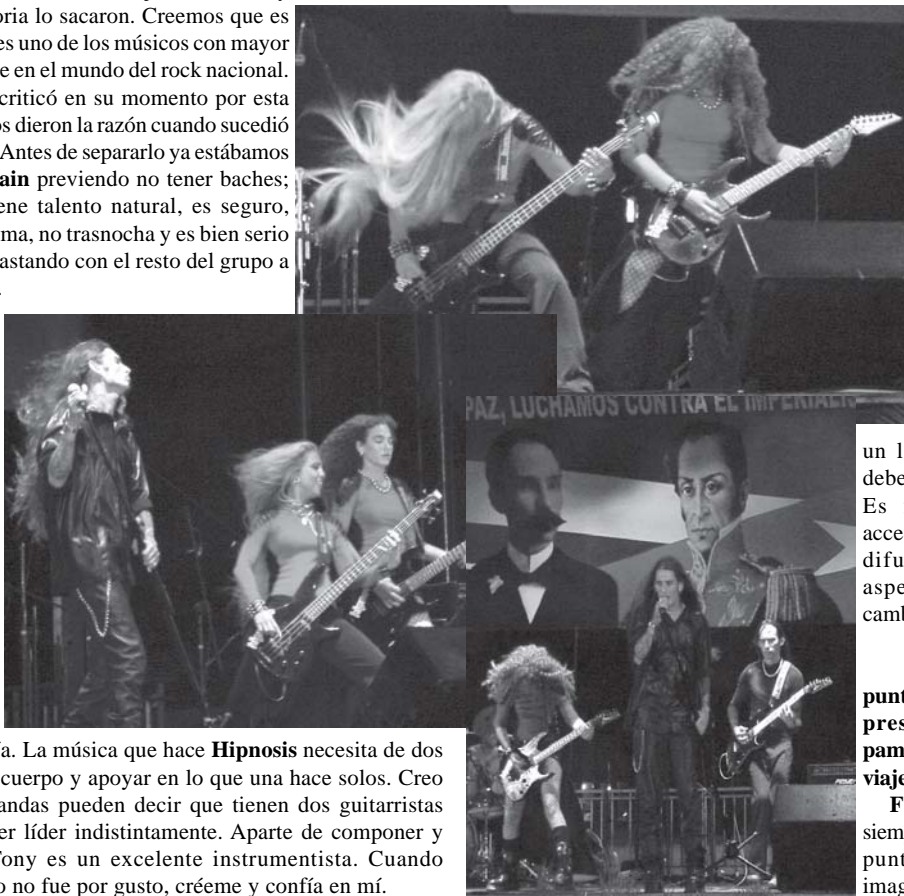 oria lo sacaron. Creemos que es
es uno de los músicos con mayor
e en el mundo del rock nacional.
criticó en su momento por esta
os dieron la razón cuando sucedió
Antes de separarlo ya estábamos
ain previendo no tener baches;
ene talento natural, es seguro,
ma, no trasnocha y es bien serio
astando con el resto del grupo a
PAZ, LUCHAMOS CONTRA EL IMPERIALIS
ía. La música que hace Hipnosis necesita de dos
cuerpo y apoyar en lo que una hace solos. Creo
andas pueden decir que tienen dos guitarristas
er líder indistintamente. Aparte de componer y
Tony es un excelente instrumentista. Cuando
o no fue por gusto, créeme y confía en mí.
un l
debe
Es
acce
difu
aspe
camb
punt
pres
pam
viaje
F
siem
punt
imag